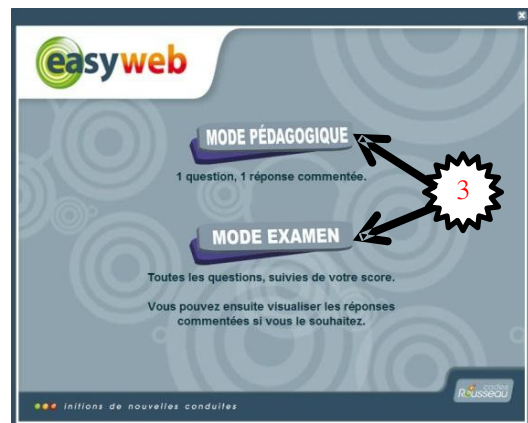 easyweb
MODE PÉDAGOGIQUE
1 question, 1 réponse commentée.
3
MODE EXAMEN
Toutes les questions, suivies de votre score.
Vous pouvez ensuite visualiser les réponses
commentées si vous le souhaitez.
initions de nouvelles conduites
codes
Rousseau